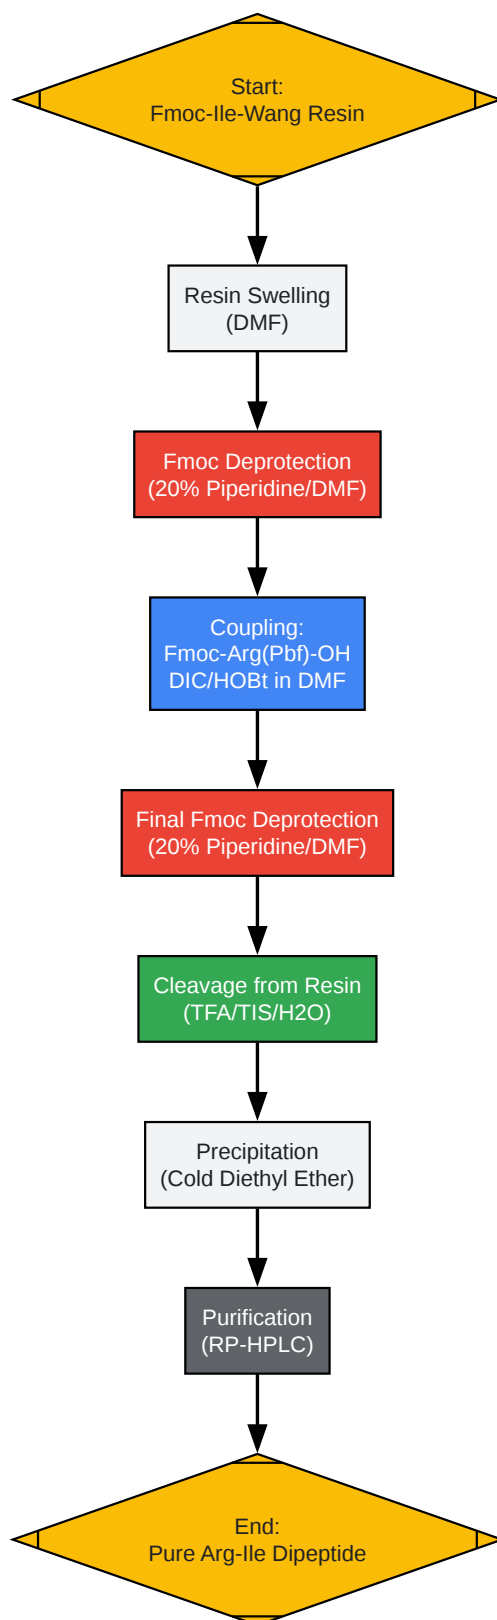 Start:
Fmoc-Ile-Wang Resin
Resin Swelling
(DMF)
Fmoc Deprotection
(20% Piperidine/DMF)
Coupling:
Fmoc-Arg(Pbf)-OH
DIC/HOBt in DMF
Final Fmoc Deprotection
(20% Piperidine/DMF)
Cleavage from Resin
(TFA/TIS/H2O)
Precipitation
(Cold Diethyl Ether)
Purification
(RP-HPLC)
End:
Pure Arg-Ile Dipeptide